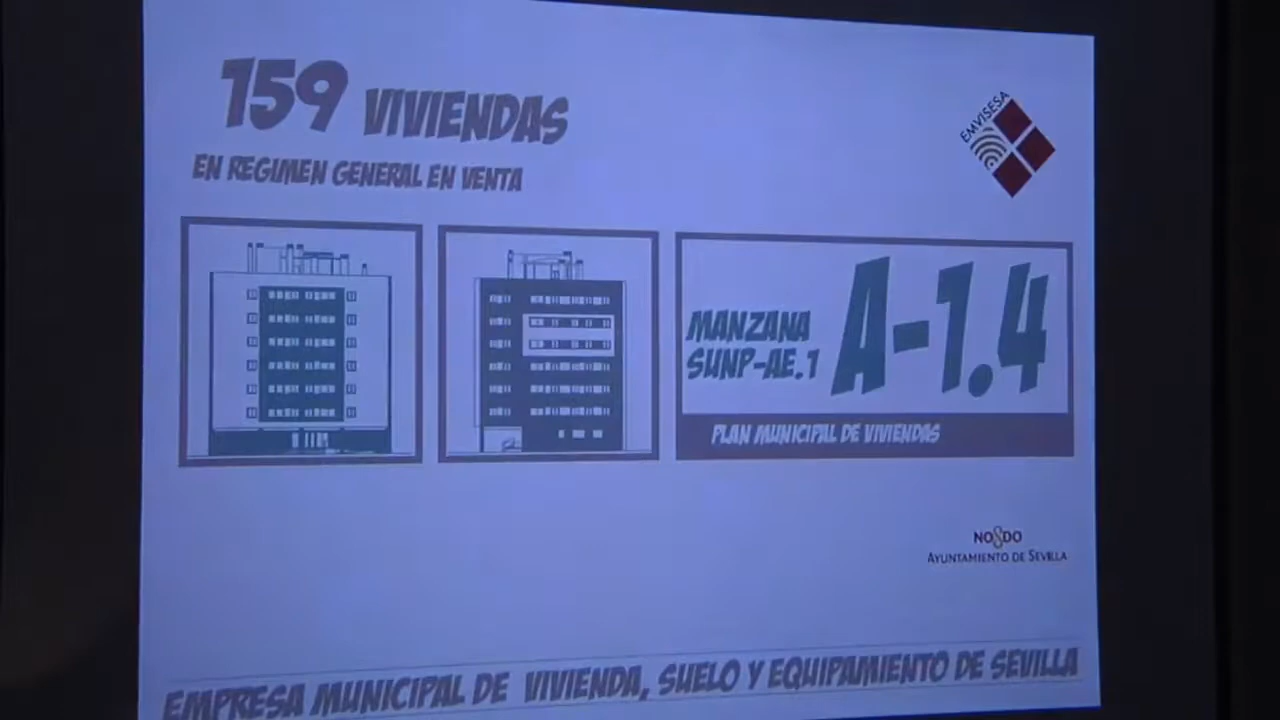 159 VIVIENDAS
EN REGIMEN GENERAL EN VENTA
EMVISESA
MANZANA
SUNP-AE.1
A-1.4
PLAN MUNICIPAL DE VIVIENDAS
NO8DO
AYUNTAMIENTO DE SEVILLA
EMPRESA MUNICIPAL DE VIVIENDA, SUELO Y EQUIPAMIENTO DE SEVILLA